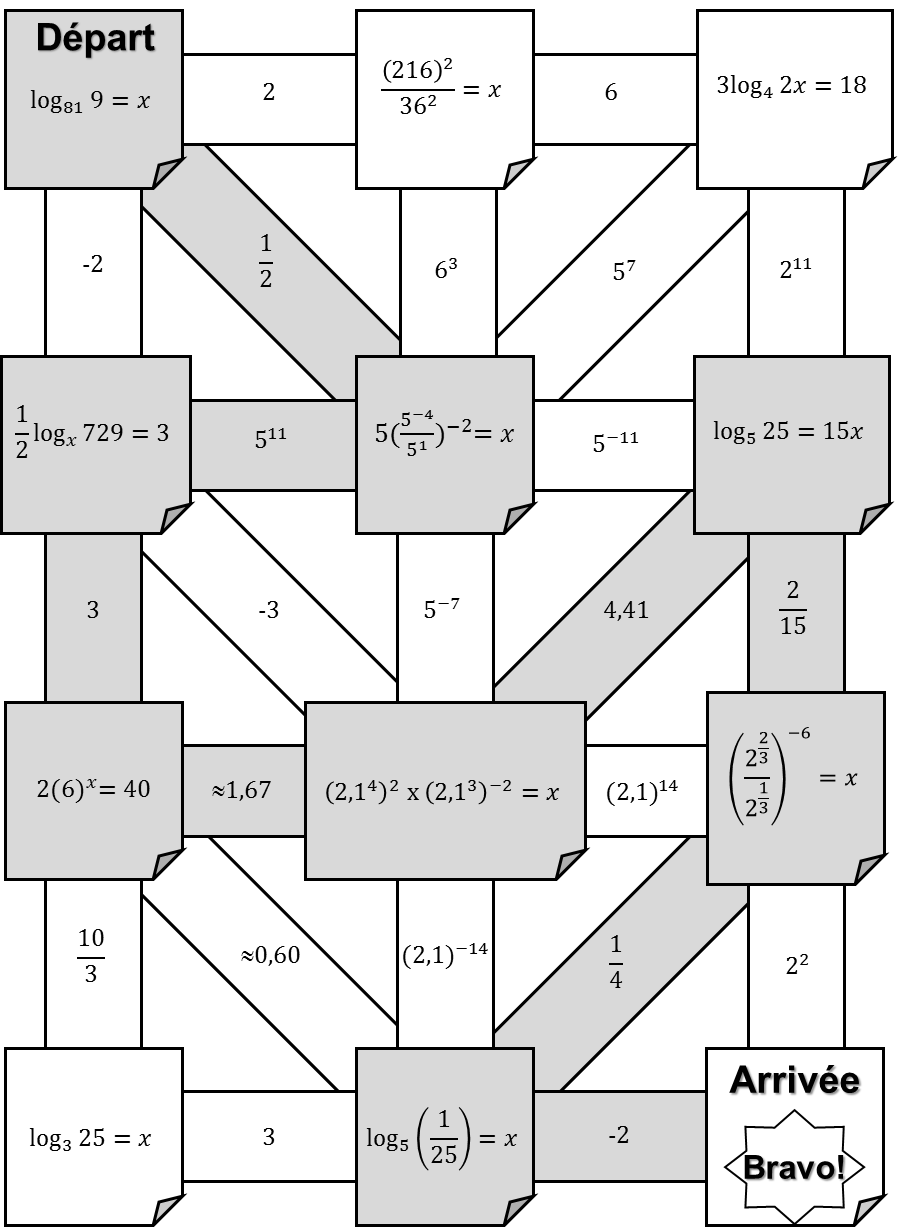 Départ
log₈₁ 9 = x
2
(216)²/36² = x
6
3log₄ 2x = 18
-2
1/2
6³
5⁷
2¹¹
1/2 logₓ 729 = 3
5¹¹
5(5⁻⁴/5¹)⁻² = x
5⁻¹¹
log₅ 25 = 15x
3
-3
5⁻⁷
4,41
2/15
2(6)ˣ = 40
≈1,67
(2,1⁴)² x (2,1³)⁻² = x
(2,1)¹⁴
(2^(2/3)/2^(1/3))⁻⁶ = x
10/3
≈0,60
(2,1)⁻¹⁴
1/4
2²
log₃ 25 = x
3
log₅ (1/25) = x
-2
Arrivée
Bravo!